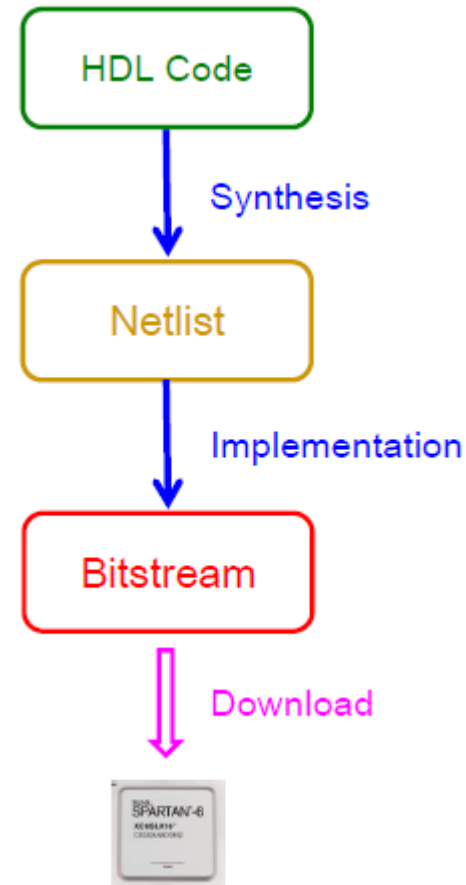 HDL Code
Synthesis
Netlist
Implementation
Bitstream
Download
SPARTAN-6